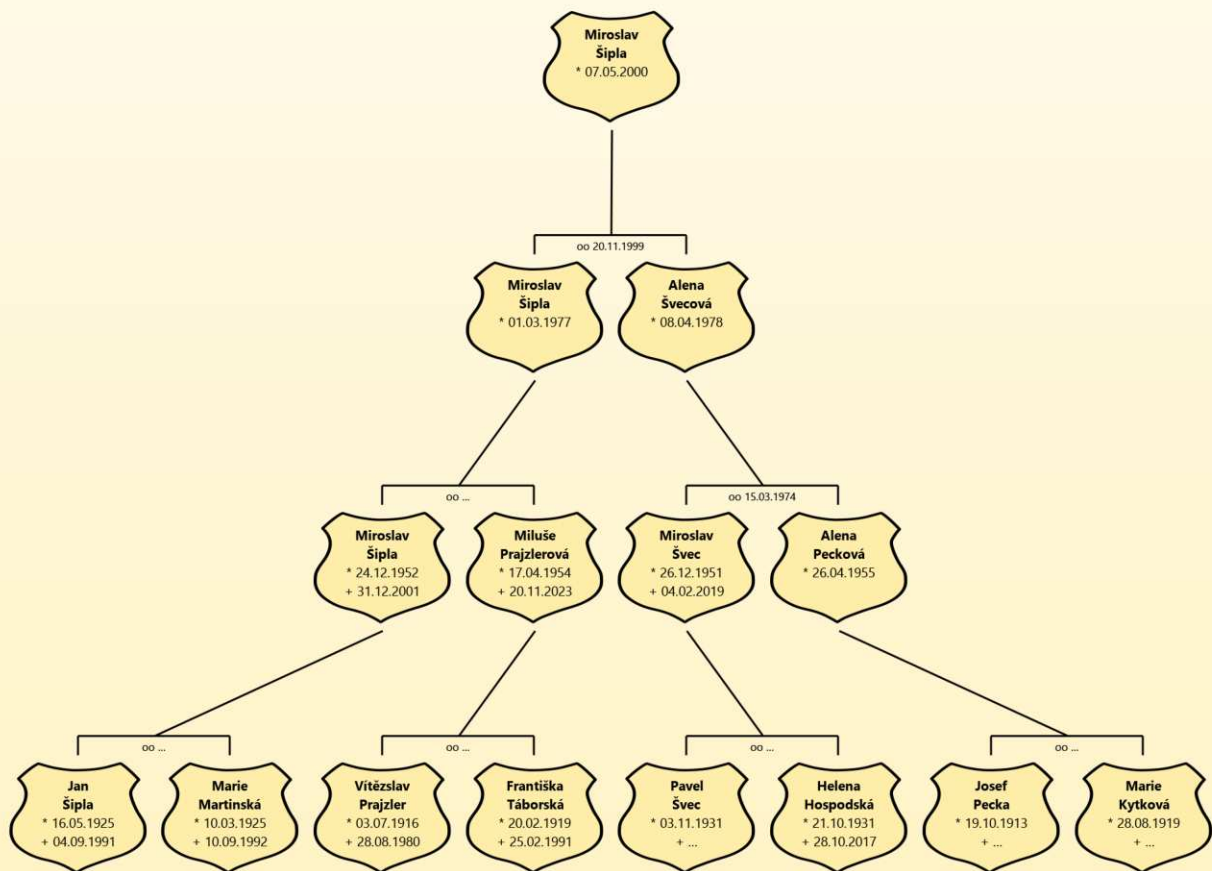 Miroslav
Šipla
* 07.05.2000
oo 20.11.1999
Miroslav
Šipla
* 01.03.1977
Alena
Švecová
* 08.04.1978
oo ...
oo 15.03.1974
Miroslav
Šipla
* 24.12.1952
+ 31.12.2001
Miluše
Prajzlerová
* 17.04.1954
+ 20.11.2023
Miroslav
Švec
* 26.12.1951
+ 04.02.2019
Alena
Pecková
* 26.04.1955
oo ...
oo ...
oo ...
oo ...
Jan
Šipla
* 16.05.1925
+ 04.09.1991
Marie
Martinská
* 10.03.1925
+ 10.09.1992
Vítězslav
Prajzler
* 03.07.1916
+ 28.08.1980
Františka
Táborská
* 20.02.1919
+ 25.02.1991
Pavel
Švec
* 03.11.1931
+ ...
Helena
Hospodská
* 21.10.1931
+ 28.10.2017
Josef
Pecka
* 19.10.1913
+ ...
Marie
Kytková
* 28.08.1919
+ ...